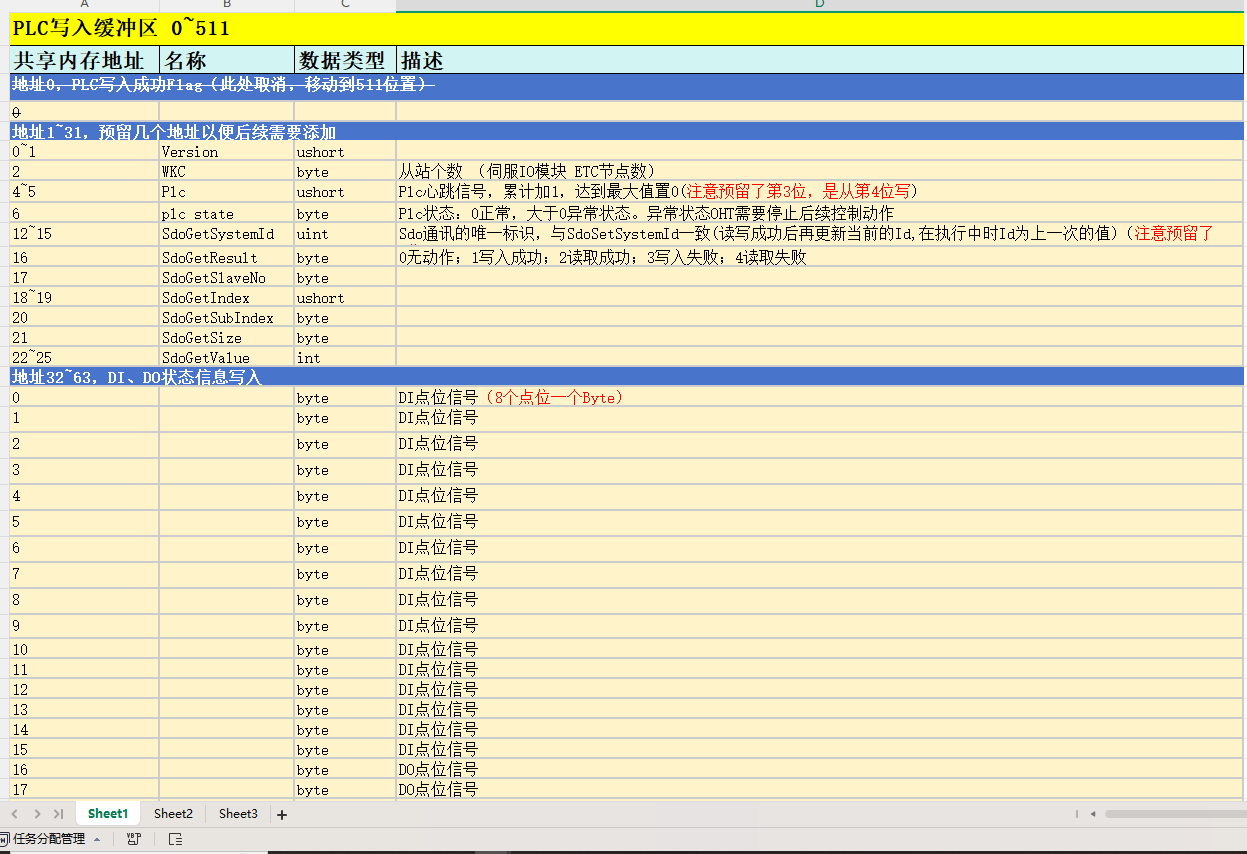 A B C D
PLC写入缓冲区 0~511
共享内存地址 名称 数据类型 描述
地址0，PLC写入成功Flag（此处取消，移动到511位置）
0
地址1~31，预留几个地址以便后续需要添加
0~1 Version ushort
2 WKC byte 从站个数 （伺服IO模块 ETC节点数）
4~5 Plc ushort Plc心跳信号，累计加1，达到最大值置0(注意预留了第3位，是从第4位写)
6 plc state byte Plc状态：0正常，大于0异常状态。异常状态OHT需要停止后续控制动作
12~15 SdoGetSystemId uint Sdo通讯的唯一标识，与SdoSetSystemId一致(读写成功后再更新当前的Id,在执行中时Id为上一次的值)（注意预留了
16 SdoGetResult byte 0无动作；1写入成功；2读取成功；3写入失败；4读取失败
17 SdoGetSlaveNo byte
18~19 SdoGetIndex ushort
20 SdoGetSubIndex byte
21 SdoGetSize byte
22~25 SdoGetValue int
地址32~63，DI、DO状态信息写入
0 byte DI点位信号（8个点位一个Byte）
1 byte DI点位信号
2 byte DI点位信号
3 byte DI点位信号
4 byte DI点位信号
5 byte DI点位信号
6 byte DI点位信号
7 byte DI点位信号
8 byte DI点位信号
9 byte DI点位信号
10 byte DI点位信号
11 byte DI点位信号
12 byte DI点位信号
13 byte DI点位信号
14 byte DI点位信号
15 byte DI点位信号
16 byte DO点位信号
17 byte DO点位信号
Sheet1 Sheet2 Sheet3 +
任务分配管理